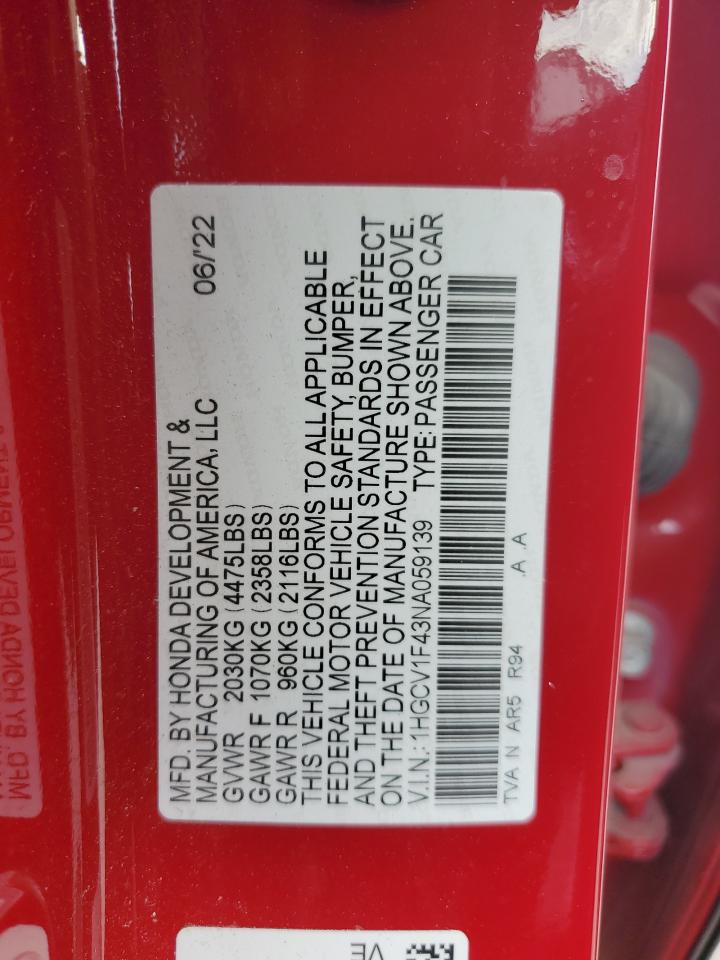 MFD. BY HONDA DEVELOPMENT &
MANUFACTURING OF AMERICA, LLC 06/'22
GVWR 2030KG (4475LBS)
GAWR F 1070KG (2358LBS)
GAWR R 960KG (2116LBS)
THIS VEHICLE CONFORMS TO ALL APPLICABLE
FEDERAL MOTOR VEHICLE SAFETY, BUMPER,
AND THEFT PREVENTION STANDARDS IN EFFECT
ON THE DATE OF MANUFACTURE SHOWN ABOVE.
V.I.N.: 1HGCV1F43NA059139 TYPE: PASSENGER CAR
TVA N AR5 R94 .A .A
VE